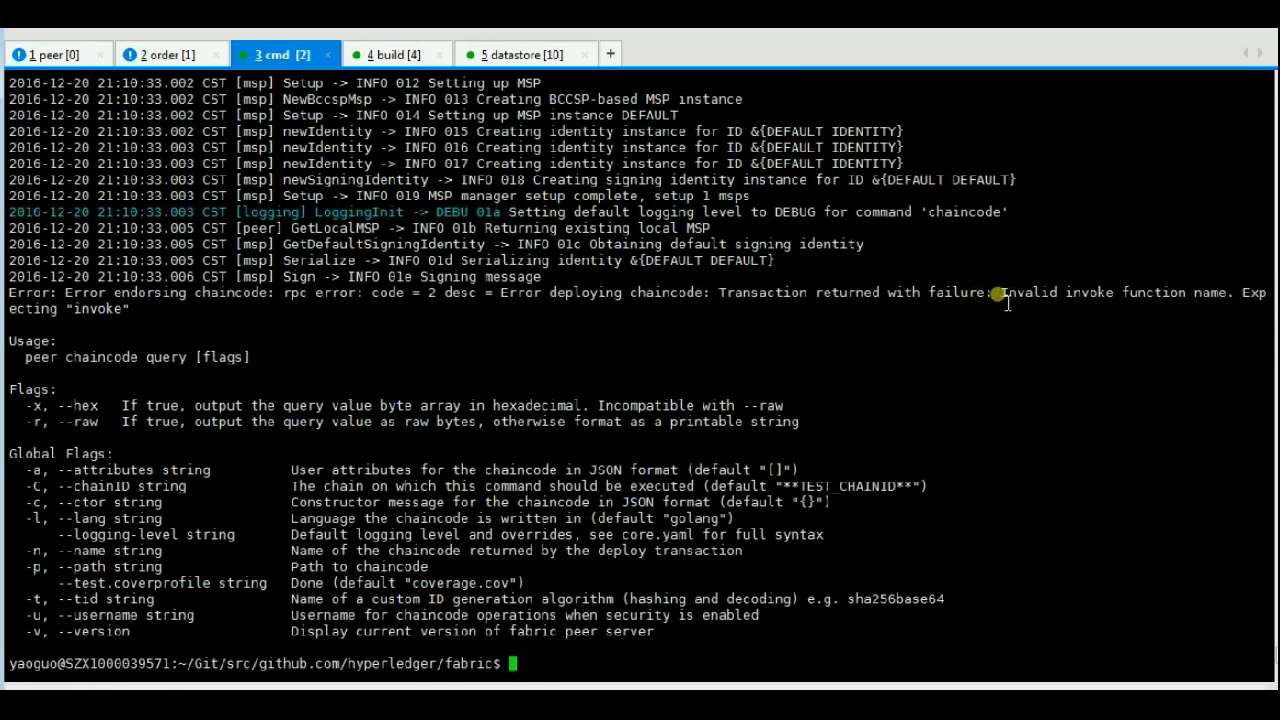 1 peer [0] × 2 order [1] × 3 cmd [2] × 4 build [4] × 5 datastore [10] × +
2016-12-20 21:10:33.002 CST [msp] Setup -> INFO 012 Setting up MSP
2016-12-20 21:10:33.002 CST [msp] NewBccspMsp -> INFO 013 Creating BCCSP-based MSP instance
2016-12-20 21:10:33.002 CST [msp] Setup -> INFO 014 Setting up MSP instance DEFAULT
2016-12-20 21:10:33.002 CST [msp] newIdentity -> INFO 015 Creating identity instance for ID &{DEFAULT IDENTITY}
2016-12-20 21:10:33.003 CST [msp] newIdentity -> INFO 016 Creating identity instance for ID &{DEFAULT IDENTITY}
2016-12-20 21:10:33.003 CST [msp] newIdentity -> INFO 017 Creating identity instance for ID &{DEFAULT IDENTITY}
2016-12-20 21:10:33.003 CST [msp] newSigningIdentity -> INFO 018 Creating signing identity instance for ID &{DEFAULT DEFAULT}
2016-12-20 21:10:33.003 CST [msp] Setup -> INFO 019 MSP manager setup complete, setup 1 msps
2016-12-20 21:10:33.003 CST [logging] LoggingInit -> DEBU 01a Setting default logging level to DEBUG for command 'chaincode'
2016-12-20 21:10:33.005 CST [peer] GetLocalMSP -> INFO 01b Returning existing local MSP
2016-12-20 21:10:33.005 CST [msp] GetDefaultSigningIdentity -> INFO 01c Obtaining default signing identity
2016-12-20 21:10:33.005 CST [msp] Serialize -> INFO 01d Serializing identity &{DEFAULT DEFAULT}
2016-12-20 21:10:33.006 CST [msp] Sign -> INFO 01e Signing message
Error: Error endorsing chaincode: rpc error: code = 2 desc = Error deploying chaincode: Transaction returned with failure: Invalid invoke function name. Exp
ecting "invoke"
Usage:
peer chaincode query [flags]
Flags:
-x, --hex If true, output the query value byte array in hexadecimal. Incompatible with --raw
-r, --raw If true, output the query value as raw bytes, otherwise format as a printable string
Global Flags:
-a, --attributes string User attributes for the chaincode in JSON format (default "[]")
-C, --chainID string The chain on which this command should be executed (default "**TEST_CHAINID**")
-c, --ctor string Constructor message for the chaincode in JSON format (default "{}")
-l, --lang string Language the chaincode is written in (default "golang")
--logging-level string Default logging level and overrides, see core.yaml for full syntax
-n, --name string Name of the chaincode returned by the deploy transaction
-p, --path string Path to chaincode
--test.coverprofile string Done (default "coverage.cov")
-t, --tid string Name of a custom ID generation algorithm (hashing and decoding) e.g. sha256base64
-u, --username string Username for chaincode operations when security is enabled
-v, --version Display current version of fabric peer server
yaoguo@SZX1000039571:~/Git/src/github.com/hyperledger/fabric$